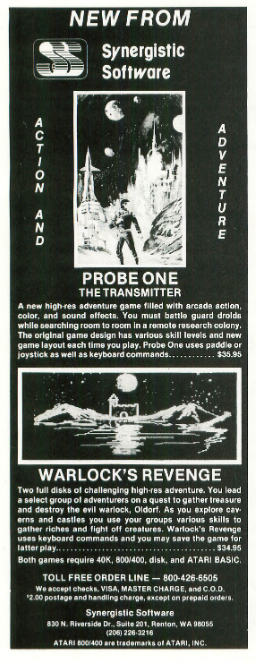 NEW FROM
Synergistic
Software
ACTION AND
ADVENTURE
PROBE ONE
THE TRANSMITTER
A new high-res adventure game filled with arcade action,
color, and sound effects. You must battle guard droids
while searching room to room in a remote research colony.
The original game design has various skill levels and new
game layout each time you play. Probe One uses paddle or
joystick as well as keyboard commands............ $35.95
WARLOCK'S REVENGE
Two full disks of challenging high-res adventure. You lead
a select group of adventurers on a quest to gather treasure
and destroy the evil warlock, Oldorf. As you explore cav-
erns and castles you use your groups various skills to
gather riches and fight off creatures. Warlock's Revenge
uses keyboard commands and you may save the game for
latter play........................................ $34.95
Both games require 40K, 800/400, disk, and ATARI BASIC.
TOLL FREE ORDER LINE — 800-426-6505
We accept checks, VISA, MASTER CHARGE, and C.O.D.
$2.00 postage and handling charge, except on prepaid orders.
Synergistic Software
830 N. Riverside Dr., Suite 201, Renton, WA 98055
(206) 226-3216
ATARI 800/400 are trademarks of ATARI, INC.